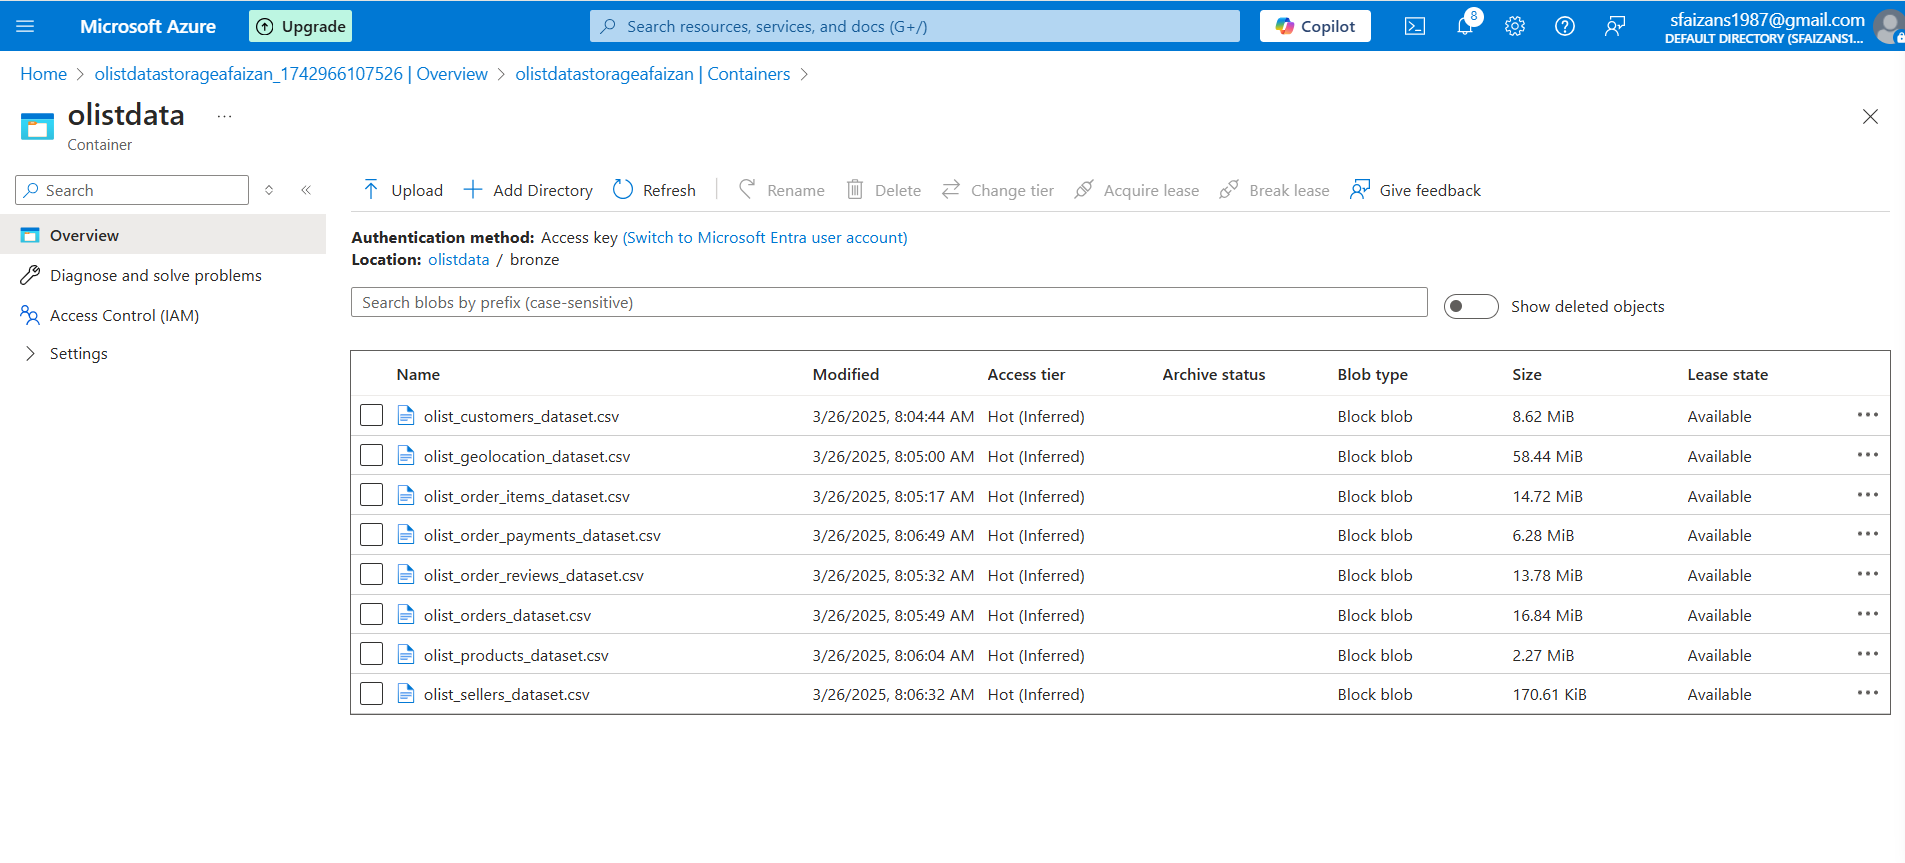 Microsoft Azure
Upgrade
Search resources, services, and docs (G+/)
Copilot
8
sfaizans1987@gmail.com
DEFAULT DIRECTORY (SFAIZANS1...
Home > olistdatastorageafaizan_1742966107526 | Overview > olistdatastorageafaizan | Containers >
olistdata ...
Container
Search
Overview
Diagnose and solve problems
Access Control (IAM)
Settings
Upload Add Directory Refresh Rename Delete Change tier Acquire lease Break lease Give feedback
Authentication method: Access key (Switch to Microsoft Entra user account)
Location: olistdata / bronze
Search blobs by prefix (case-sensitive)
Show deleted objects
Name Modified Access tier Archive status Blob type Size Lease state
olist_customers_dataset.csv 3/26/2025, 8:04:44 AM Hot (Inferred) Block blob 8.62 MiB Available
olist_geolocation_dataset.csv 3/26/2025, 8:05:00 AM Hot (Inferred) Block blob 58.44 MiB Available
olist_order_items_dataset.csv 3/26/2025, 8:05:17 AM Hot (Inferred) Block blob 14.72 MiB Available
olist_order_payments_dataset.csv 3/26/2025, 8:06:49 AM Hot (Inferred) Block blob 6.28 MiB Available
olist_order_reviews_dataset.csv 3/26/2025, 8:05:32 AM Hot (Inferred) Block blob 13.78 MiB Available
olist_orders_dataset.csv 3/26/2025, 8:05:49 AM Hot (Inferred) Block blob 16.84 MiB Available
olist_products_dataset.csv 3/26/2025, 8:06:04 AM Hot (Inferred) Block blob 2.27 MiB Available
olist_sellers_dataset.csv 3/26/2025, 8:06:32 AM Hot (Inferred) Block blob 170.61 KiB Available